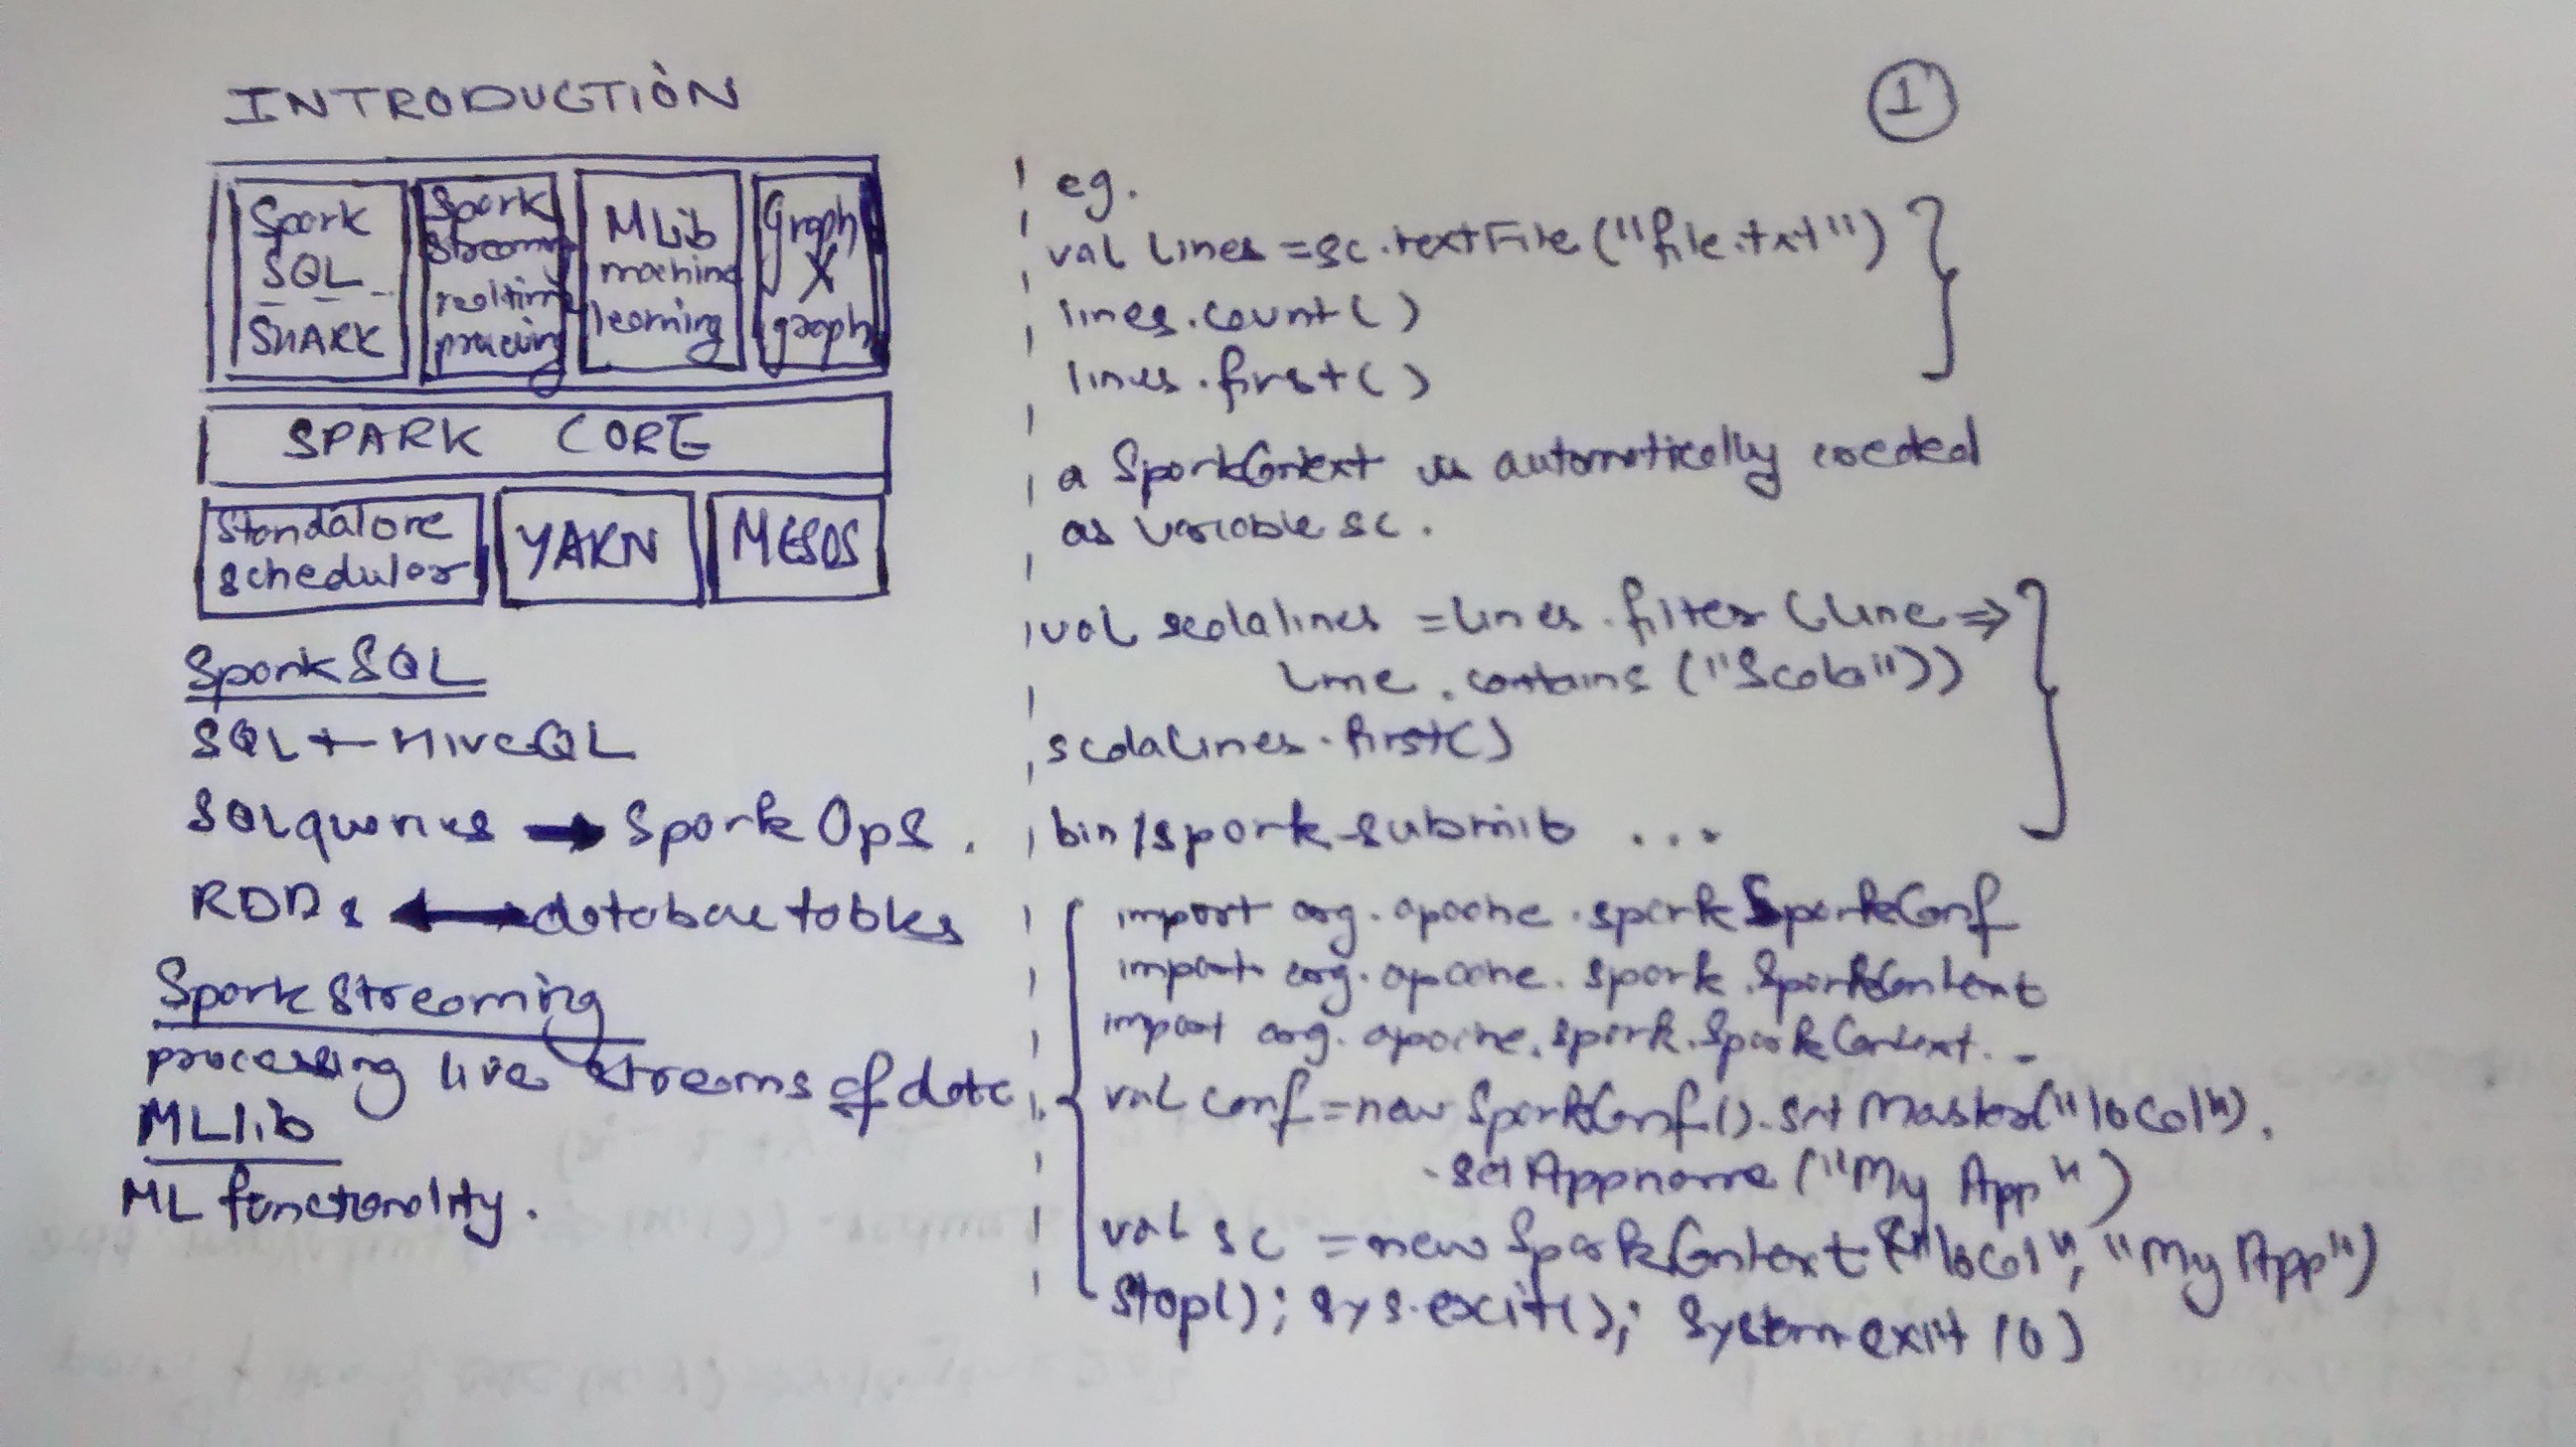 INTRODUCTION
1
Spark
SQL
SHARK
Spark
streaming
realtime
processing
MLib
machine
learning
Graph
X
graph
SPARK CORE
Standalone
scheduler
YARN
MESOS
Spark SQL
SQL + HiveQL
SQL queries → Spark Ops.
RDDs ↔ database tables
Spark Streaming
processing live streams of data
MLlib
ML functionality.
eg.
val lines = sc.textFile("file.txt")
lines.count()
lines.first()
a SparkContext is automatically created
as variable sc.
val scalalines = lines.filter(line =>
line.contains("Scala"))
scalalines.first()
bin/spark-submit ...
import org.apache.spark.SparkConf
import org.apache.spark.SparkContext
import org.apache.spark.SparkContext._
val conf = new SparkConf().setMaster("local").
.setAppname("My App")
val sc = new SparkContext("local", "My App")
stop(); sys.exit(); System.exit(0)